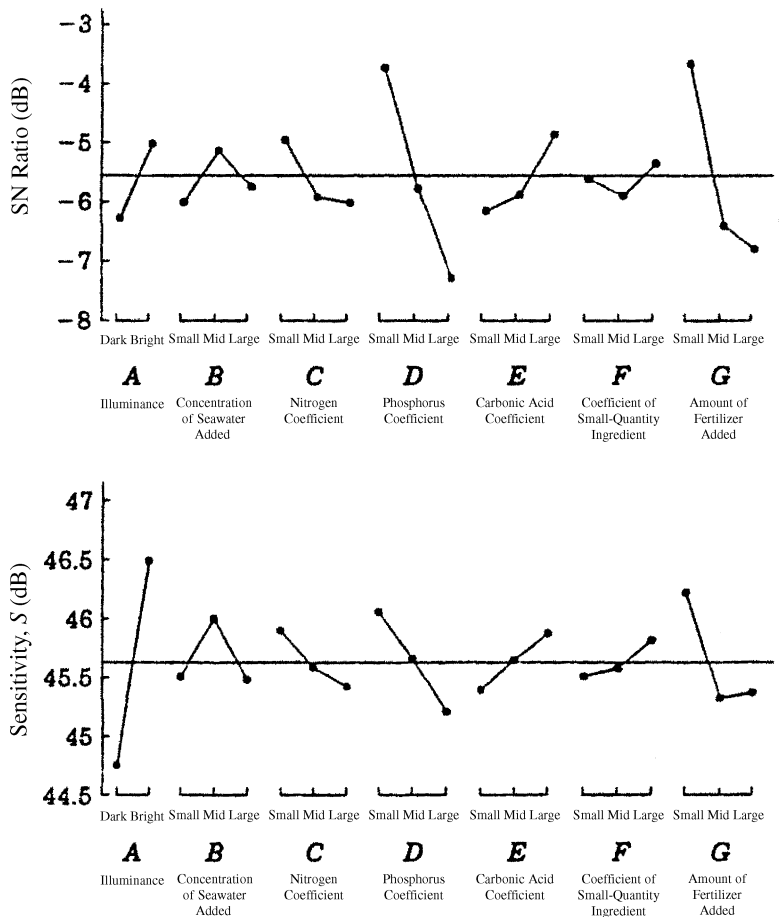 -3
-4
-5
-6
-7
-8
SN Ratio (dB)
Dark Bright Small Mid Large Small Mid Large Small Mid Large Small Mid Large Small Mid Large Small Mid Large
A B C D E F G
Illuminance Concentration Nitrogen Phosphorus Carbonic Acid Coefficient of Amount of
of Seawater Coefficient Coefficient Coefficient Small-Quantity Fertilizer
Added Ingredient Added
47
46.5
46
45.5
45
44.5
Sensitivity, S (dB)
Dark Bright Small Mid Large Small Mid Large Small Mid Large Small Mid Large Small Mid Large Small Mid Large
A B C D E F G
Illuminance Concentration Nitrogen Phosphorus Carbonic Acid Coefficient of Amount of
of Seawater Coefficient Coefficient Coefficient Small-Quantity Fertilizer
Added Ingredient Added